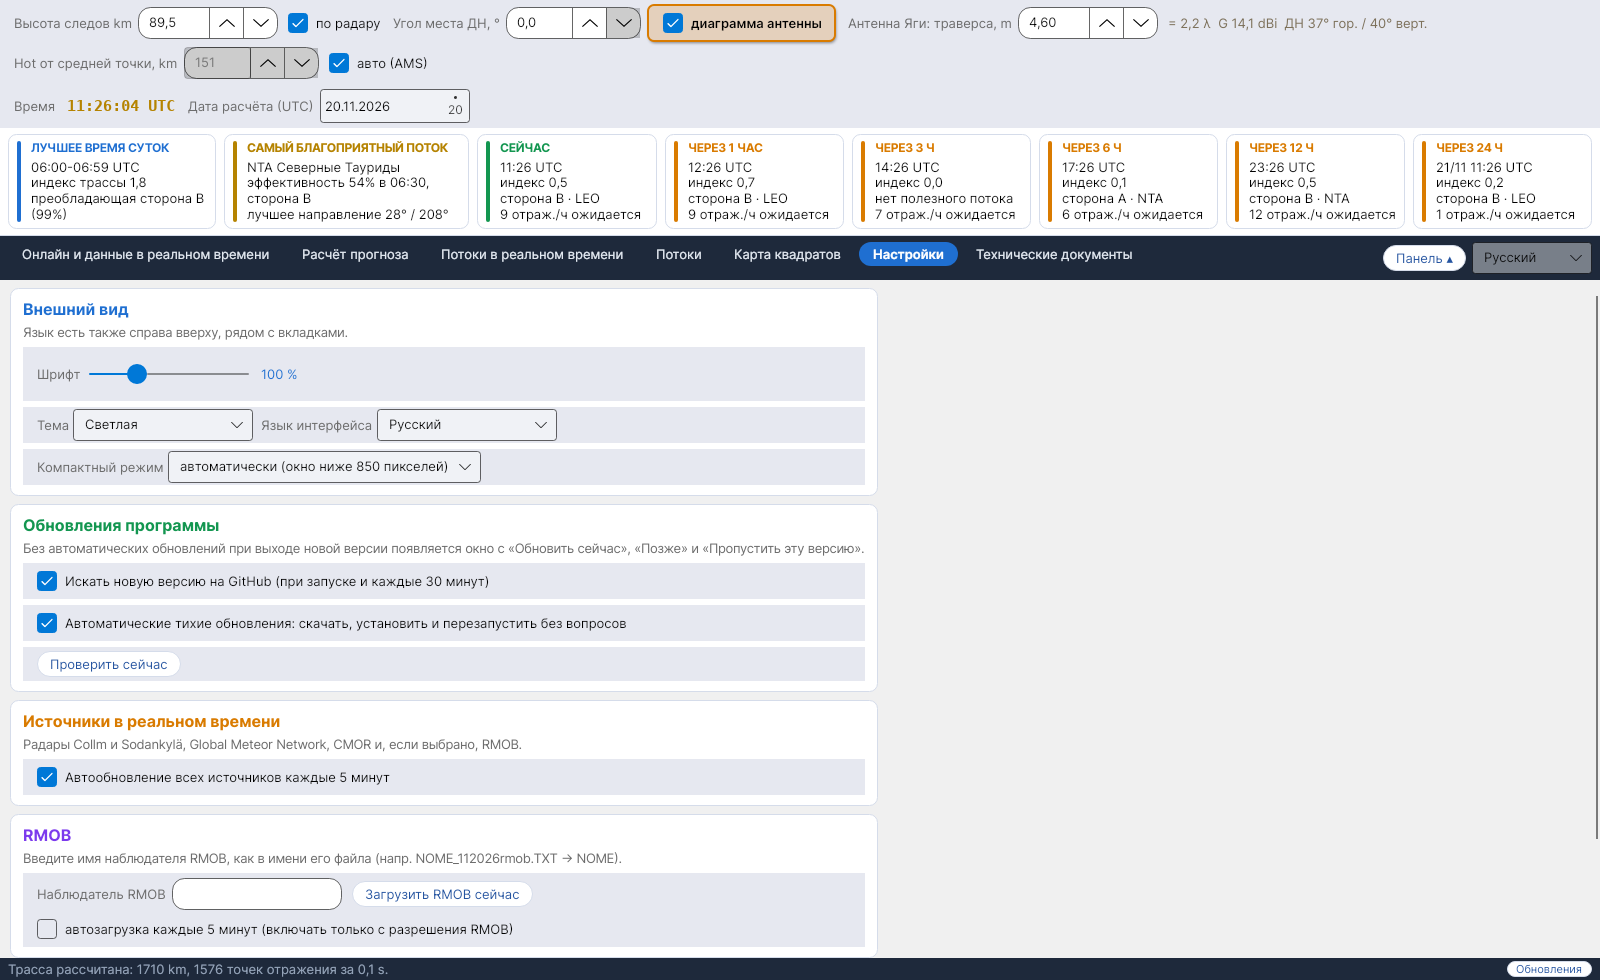 Высота следов km 89,5 по радару Угол места ДН, ° 0,0 диаграмма антенны Антенна Яги: траверса, m 4,60 = 2,2 λ G 14,1 dBi ДН 37° гор. / 40° верт.
Hot от средней точки, km 151 авто (AMS)
Время 11:26:04 UTC Дата расчёта (UTC) 20.11.2026 20
ЛУЧШЕЕ ВРЕМЯ СУТОК
06:00-06:59 UTC
индекс трассы 1,8
преобладающая сторона B
(99%)
САМЫЙ БЛАГОПРИЯТНЫЙ ПОТОК
NTA Северные Тауриды
эффективность 54% в 06:30,
сторона B
лучшее направление 28° / 208°
СЕЙЧАС
11:26 UTC
индекс 0,5
сторона B · LEO
9 отраж./ч ожидается
ЧЕРЕЗ 1 ЧАС
12:26 UTC
индекс 0,7
сторона B · LEO
9 отраж./ч ожидается
ЧЕРЕЗ 3 Ч
14:26 UTC
индекс 0,0
нет полезного потока
7 отраж./ч ожидается
ЧЕРЕЗ 6 Ч
17:26 UTC
индекс 0,1
сторона A · NTA
6 отраж./ч ожидается
ЧЕРЕЗ 12 Ч
23:26 UTC
индекс 0,5
сторона B · NTA
12 отраж./ч ожидается
ЧЕРЕЗ 24 Ч
21/11 11:26 UTC
индекс 0,2
сторона B · LEO
1 отраж./ч ожидается
Онлайн и данные в реальном времени Расчёт прогноза Потоки в реальном времени Потоки Карта квадратов Настройки Технические документы Панель ▴ Русский
Внешний вид
Язык есть также справа вверху, рядом с вкладками.
Шрифт 100 %
Тема Светлая Язык интерфейса Русский
Компактный режим автоматически (окно ниже 850 пикселей)
Обновления программы
Без автоматических обновлений при выходе новой версии появляется окно с «Обновить сейчас», «Позже» и «Пропустить эту версию».
Искать новую версию на GitHub (при запуске и каждые 30 минут)
Автоматические тихие обновления: скачать, установить и перезапустить без вопросов
Проверить сейчас
Источники в реальном времени
Радары Collm и Sodankylä, Global Meteor Network, CMOR и, если выбрано, RMOB.
Автообновление всех источников каждые 5 минут
RMOB
Введите имя наблюдателя RMOB, как в имени его файла (напр. NOME_112026rmob.TXT → NOME).
Наблюдатель RMOB Загрузить RMOB сейчас
автозагрузка каждые 5 минут (включать только с разрешения RMOB)
Трасса рассчитана: 1710 km, 1576 точек отражения за 0,1 s. Обновления